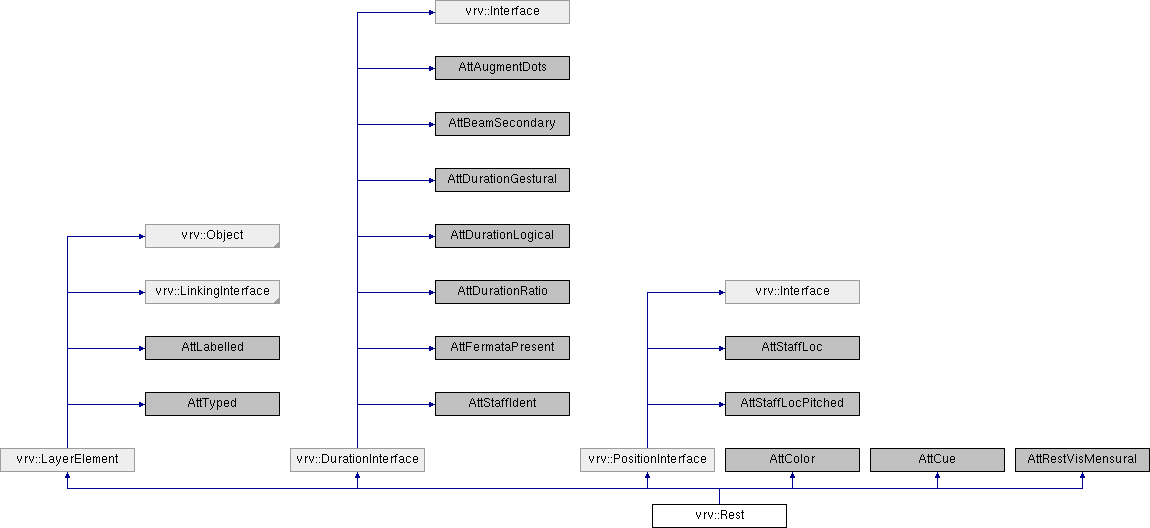 vrv::Interface
AttAugmentDots
AttBeamSecondary
AttDurationGestural
vrv::Object
AttDurationLogical
vrv::LinkingInterface
AttDurationRatio
vrv::Interface
AttLabelled
AttFermataPresent
AttStaffLoc
AttTyped
AttStaffIdent
AttStaffLocPitched
vrv::LayerElement
vrv::DurationInterface
vrv::PositionInterface
AttColor
AttCue
AttRestVisMensural
vrv::Rest